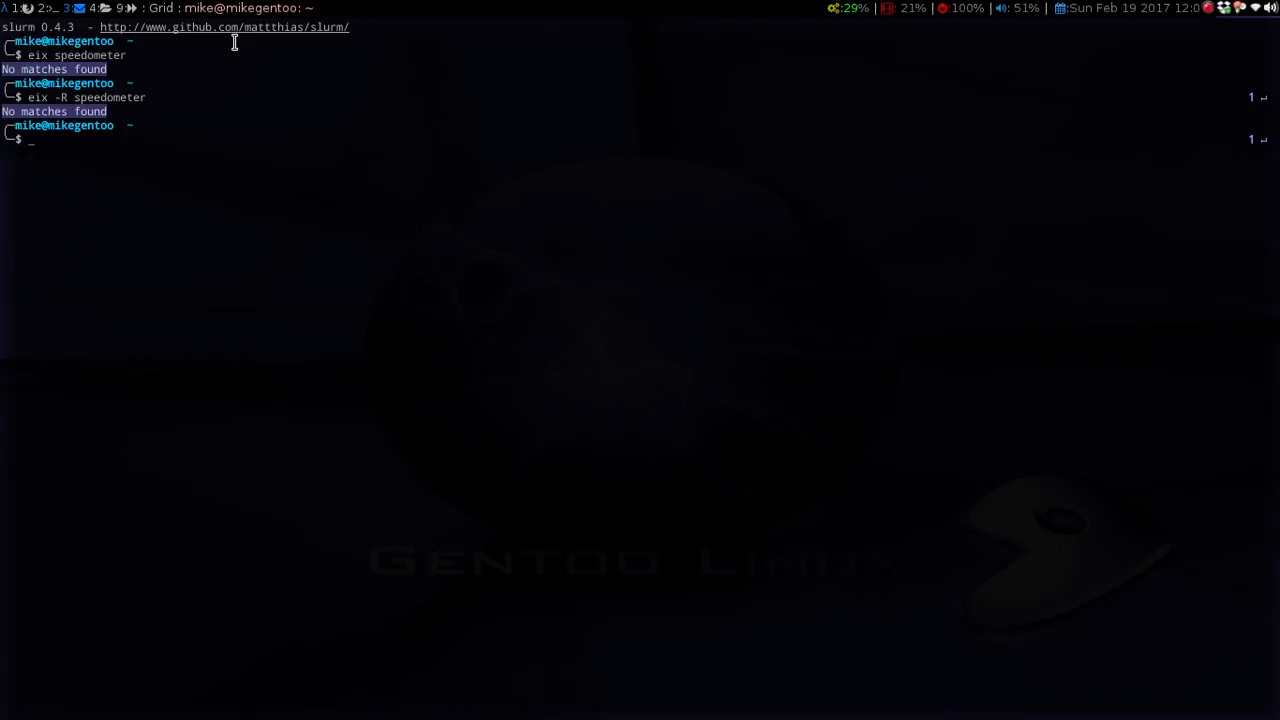 λ 1: 2: 3: 4: 9: : Grid : mike@mikegentoo: ~ :29% | : 21% | : 100% | : 51% | :Sun Feb 19 2017 12:0
slurm 0.4.3 - http://www.github.com/mattthias/slurm/
mike@mikegentoo ~
$ eix speedometer
No matches found
mike@mikegentoo ~
$ eix -R speedometer 1 ↵
No matches found
mike@mikegentoo ~
$ _ 1 ↵
GENTOO LINUX